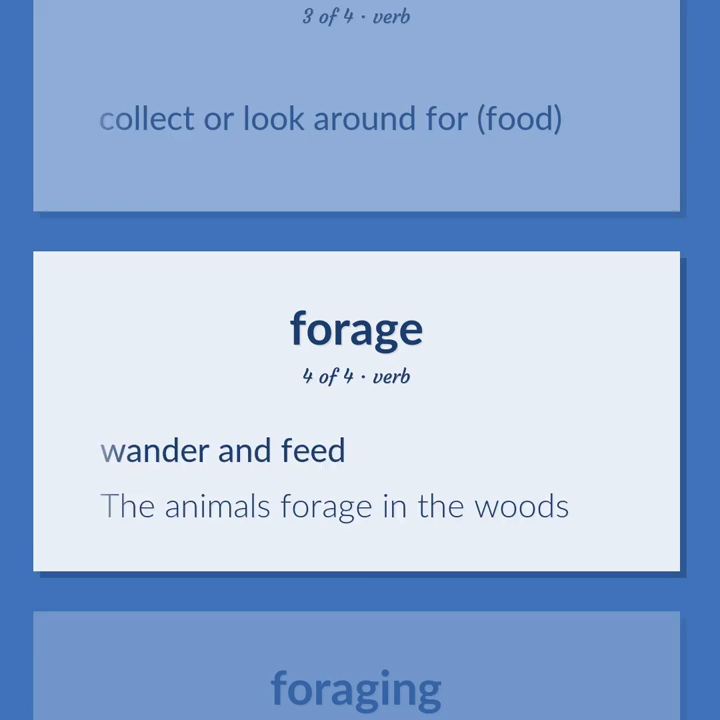 3 of 4 · verb
collect or look around for (food)
forage
4 of 4 · verb
wander and feed
The animals forage in the woods
foraging